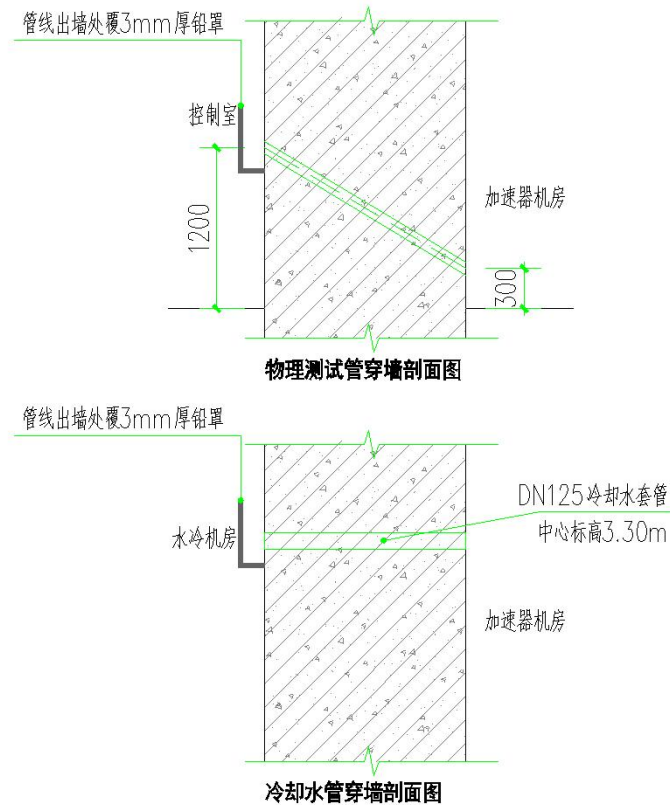 管线出墙处覆3mm厚铅罩
控制室
加速器机房
1200
300
物理测试管穿墙剖面图
管线出墙处覆3mm厚铅罩
DN125冷却水套管
水冷机房
中心标高3.30m
加速器机房
冷却水管穿墙剖面图